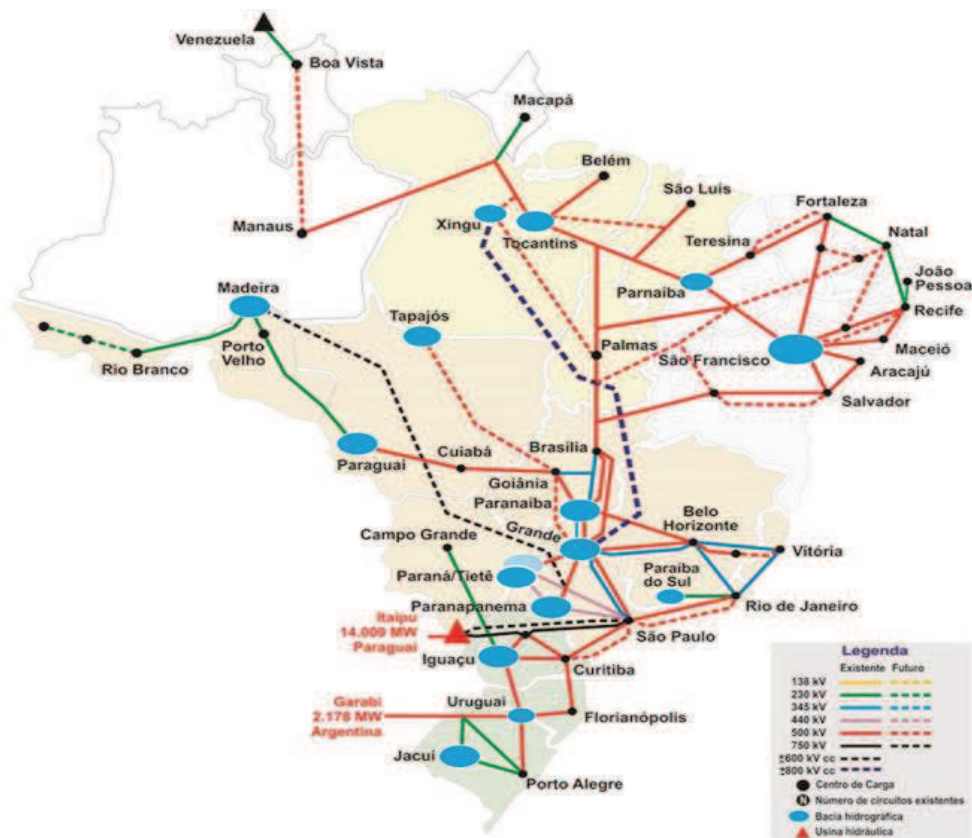 Venezuela
Boa Vista
Macapá
Belém
São Luís
Fortaleza
Xingu
Manaus
Tocantins
Teresina
Natal
João
Pessoa
Madeira
Parnaíba
Recife
Tapajós
Porto
Velho
Palmas
São Francisco
Maceió
Rio Branco
Aracajú
Salvador
Brasília
Cuiabá
Paraguai
Goiânia
Paranaiba
Belo
Horizonte
Grande
Campo Grande
Vitória
Paraná/Tietê
Paraíba
do Sul
Paranapanema
Rio de Janeiro
Itaipu
14.009 MW
Paraguai
São Paulo
Iguaçu
Curitiba
Garabi
2.178 MW
Argentina
Uruguai
Florianópolis
Jacuí
Porto Alegre
Legenda
Existente Futuro
138 kV
230 kV
345 kV
440 kV
500 kV
750 kV
±600 kV cc
±800 kV cc
Centro de Carga
N Número de circuitos existentes
Bacia hidrográfica
Usina hidráulica